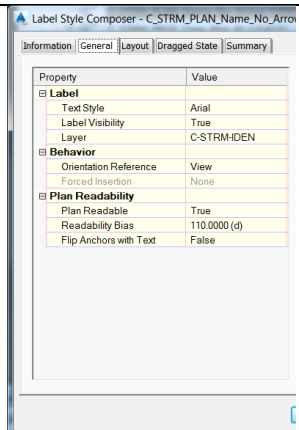 Label Style Composer - C_STRM_PLAN_Name_No_Arrow
Information General Layout Dragged State Summary
Property Value
Label
Text Style Arial
Label Visibility True
Layer C-STRM-IDEN
Behavior
Orientation Reference View
Forced Insertion None
Plan Readability
Plan Readable True
Readability Bias 110.0000 (d)
Flip Anchors with Text False